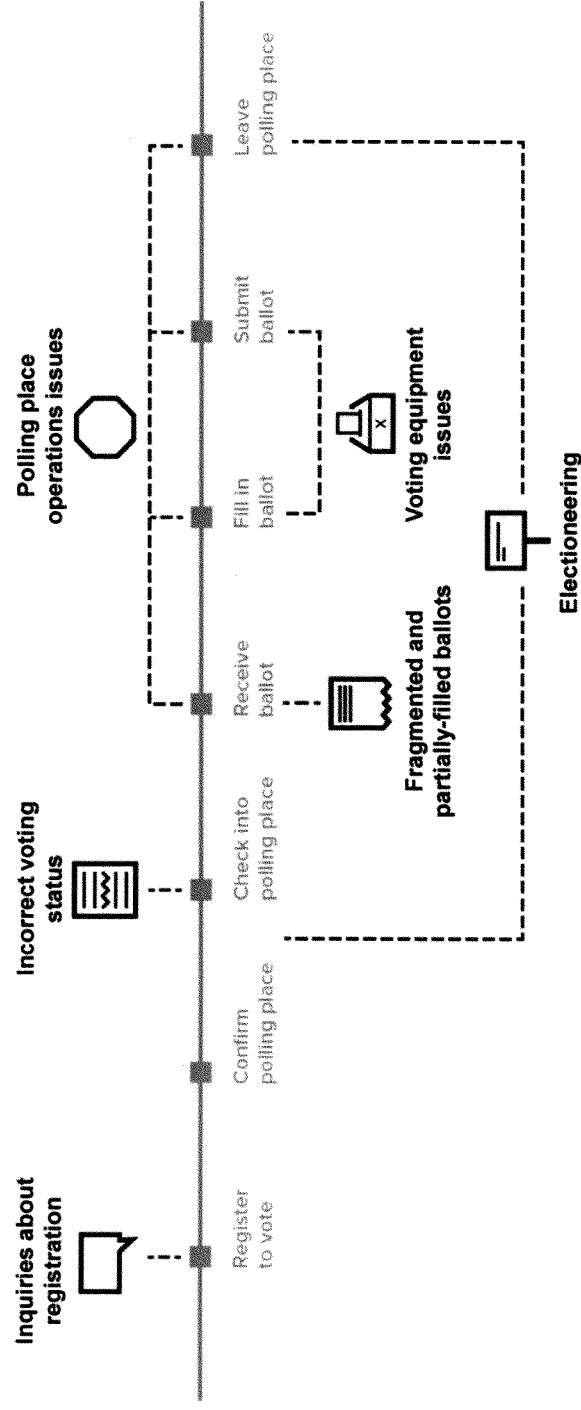 Inquiries about
registration
Incorrect voting
status
Polling place
operations issues
Register
to vote
Confirm
polling place
Check into
polling place
Receive
ballot
Fill in
ballot
Submit
ballot
Leave
polling place
Fragmented and
partially-filled ballots
X
Voting equipment
issues
Electioneering